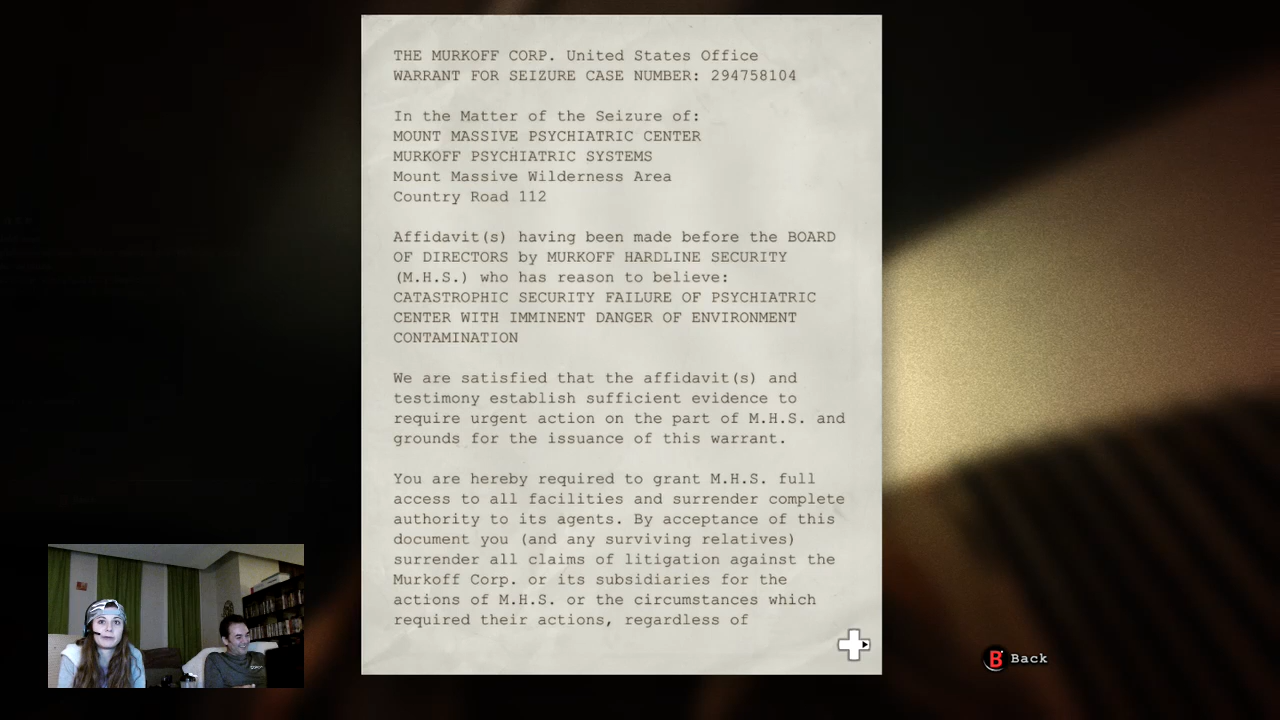 THE MURKOFF CORP. United States Office
WARRANT FOR SEIZURE CASE NUMBER: 294758104
In the Matter of the Seizure of:
MOUNT MASSIVE PSYCHIATRIC CENTER
MURKOFF PSYCHIATRIC SYSTEMS
Mount Massive Wilderness Area
Country Road 112
Affidavit(s) having been made before the BOARD
OF DIRECTORS by MURKOFF HARDLINE SECURITY
(M.H.S.) who has reason to believe:
CATASTROPHIC SECURITY FAILURE OF PSYCHIATRIC
CENTER WITH IMMINENT DANGER OF ENVIRONMENT
CONTAMINATION
We are satisfied that the affidavit(s) and
testimony establish sufficient evidence to
require urgent action on the part of M.H.S. and
grounds for the issuance of this warrant.
You are hereby required to grant M.H.S. full
access to all facilities and surrender complete
authority to its agents. By acceptance of this
document you (and any surviving relatives)
surrender all claims of litigation against the
Murkoff Corp. or its subsidiaries for the
actions of M.H.S. or the circumstances which
required their actions, regardless of
B Back